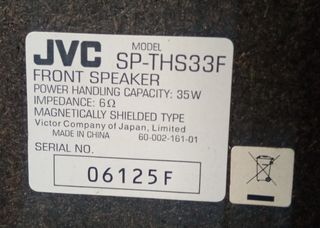 JVC MODEL SP-THS33F
FRONT SPEAKER
POWER HANDLING CAPACITY: 35W
IMPEDANCE: 6Ω
MAGNETICALLY SHIELDED TYPE
Victor Company of Japan, Limited
MADE IN CHINA 60-002-161-01
SERIAL NO.
06125F